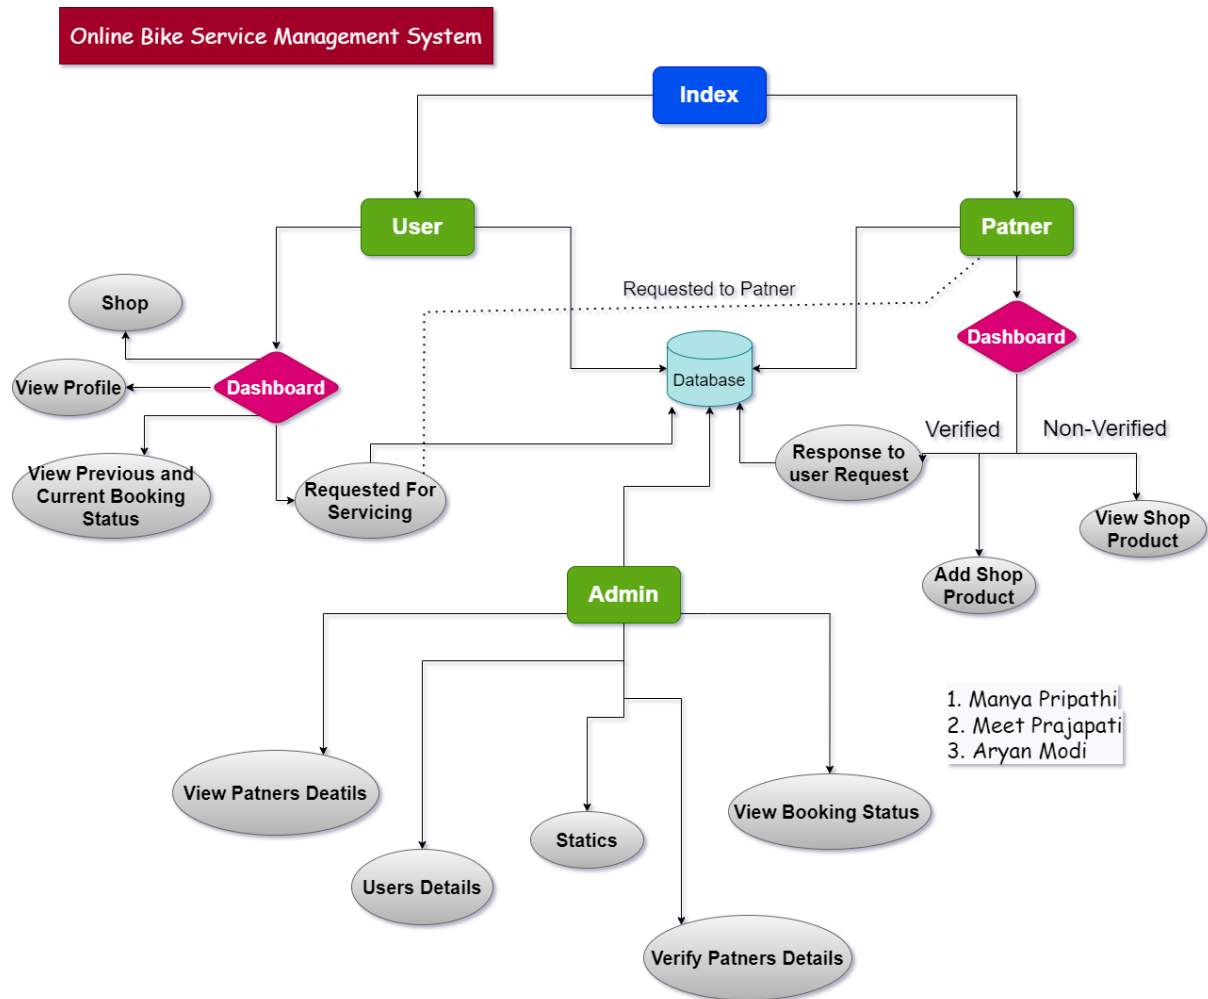 Online Bike Service Management System
Index
User
Patner
Requested to Patner
Shop
Dashboard
View Profile
Dashboard
Database
View Previous and
Current Booking
Status
Requested For
Servicing
Response to
user Request
Verified
Non-Verified
View Shop
Product
Add Shop
Product
Admin
1. Manya Pripathi
2. Meet Prajapati
3. Aryan Modi
View Patners Deatils
Users Details
Statics
Verify Patners Details
View Booking Status